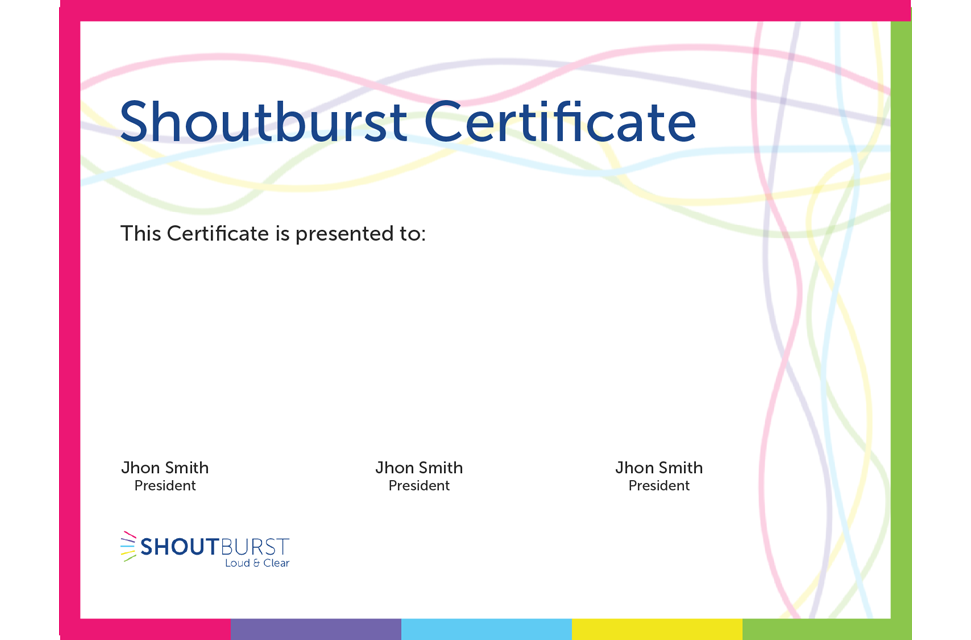 Shoutburst Certificate
This Certificate is presented to:
Jhon Smith Jhon Smith Jhon Smith
President President President
SHOUTBURST
Loud & Clear